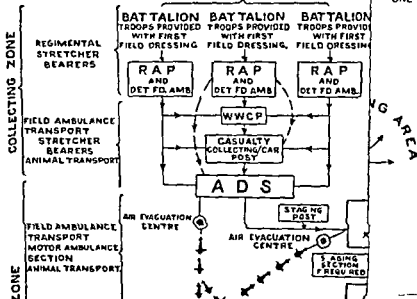 BATTALION BATTALION BATTALION
TROOPS PROVIDED TROOPS PROVIDED
WITH FIRST WITH FIRST WITH FIRST
FIELD DRESSING FIELD DRESSING, FIELD DRESSING
REGIMENTAL
STRETCHER
BEARERS
RAP
AND
DET FD AMB.
RAP
AND
DET FD AMB.
RAP
AND
DET FD AMB.
COLLECTING ZONE
WWCP
FIELD AMBULANCE
TRANSPORT
STRETCHER
BEARERS
ANIMAL TRANSPORT
CASUALTY
COLLECTING/CAR
POST
AREA
ADS
AIR EVACUATION
CENTRE
STAGING
POST
FIELD AMBULANCE
TRANSPORT
MOTOR AMBULANCE
SECTION
ANIMAL TRANSPORT.
AIR EVACUATION
CENTRE
SECTION
ZONE